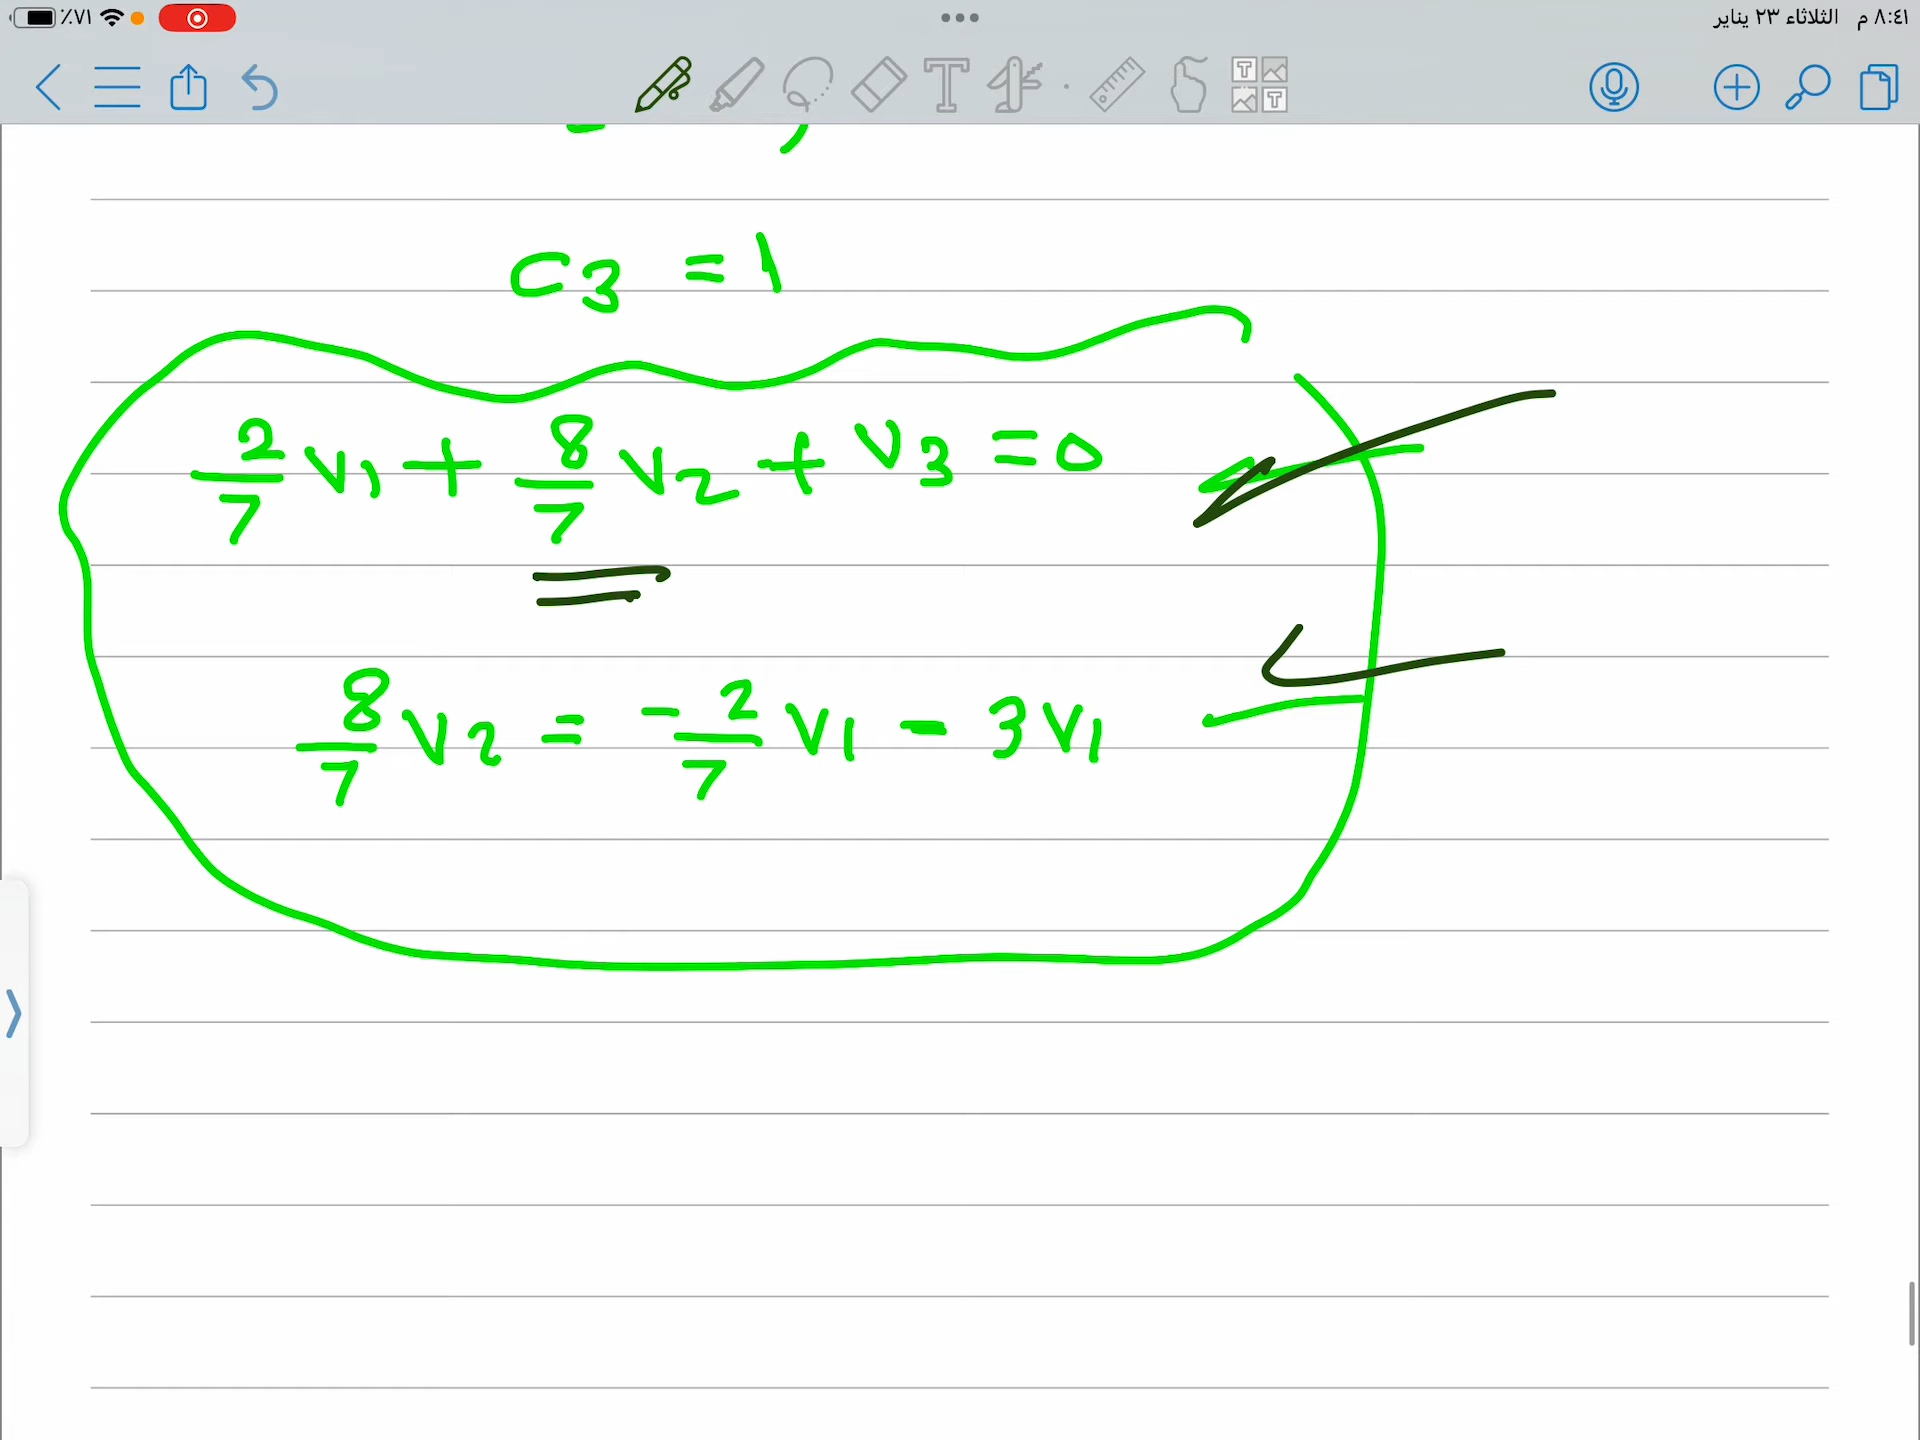 ٪٧١ الثلاثاء ٢٣ يناير ٨:٤١ م
c3 = 1
2/7 v1 + 8/7 v2 + v3 = 0
8/7 v2 = -2/7 v1 - 3v1